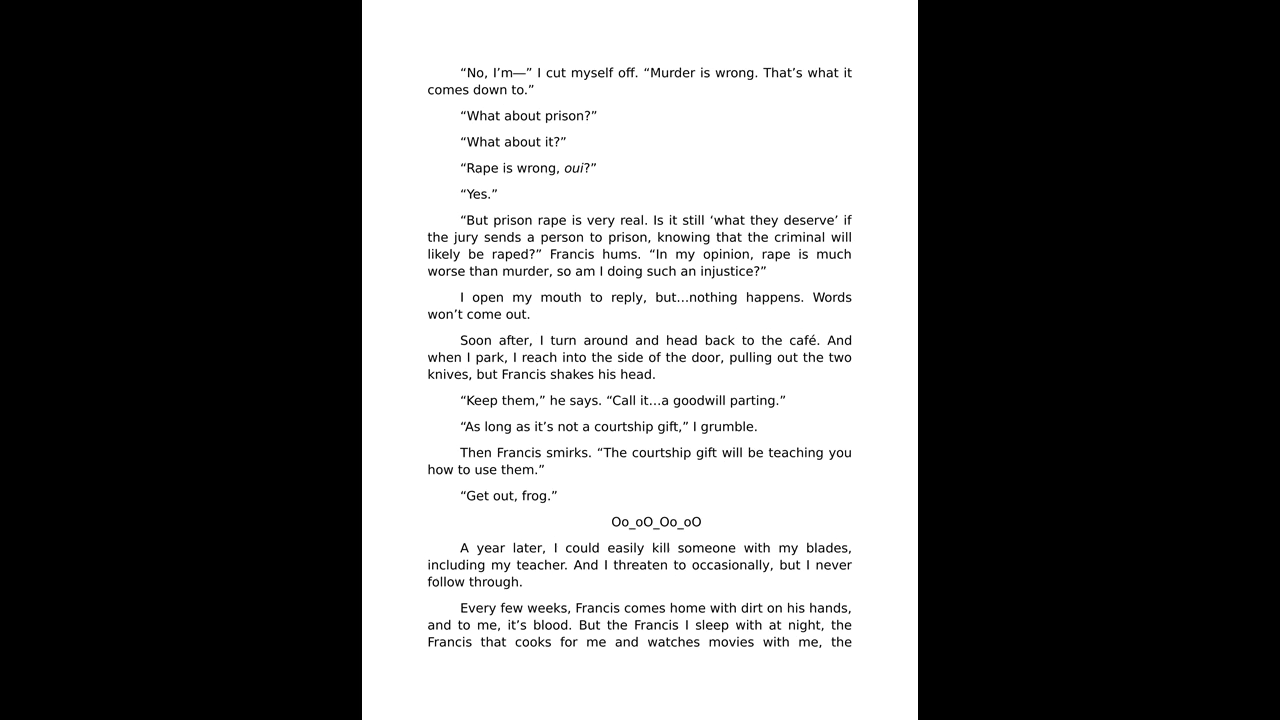 “No, I’m—” I cut myself off. “Murder is wrong. That’s what it
comes down to.”
“What about prison?”
“What about it?”
“Rape is wrong, oui?”
“Yes.”
“But prison rape is very real. Is it still ‘what they deserve’ if
the jury sends a person to prison, knowing that the criminal will
likely be raped?” Francis hums. “In my opinion, rape is much
worse than murder, so am I doing such an injustice?”
I open my mouth to reply, but…nothing happens. Words
won’t come out.
Soon after, I turn around and head back to the café. And
when I park, I reach into the side of the door, pulling out the two
knives, but Francis shakes his head.
“Keep them,” he says. “Call it…a goodwill parting.”
“As long as it’s not a courtship gift,” I grumble.
Then Francis smirks. “The courtship gift will be teaching you
how to use them.”
“Get out, frog.”
Oo_oO_Oo_oO
A year later, I could easily kill someone with my blades,
including my teacher. And I threaten to occasionally, but I never
follow through.
Every few weeks, Francis comes home with dirt on his hands,
and to me, it’s blood. But the Francis I sleep with at night, the
Francis that cooks for me and watches movies with me, the